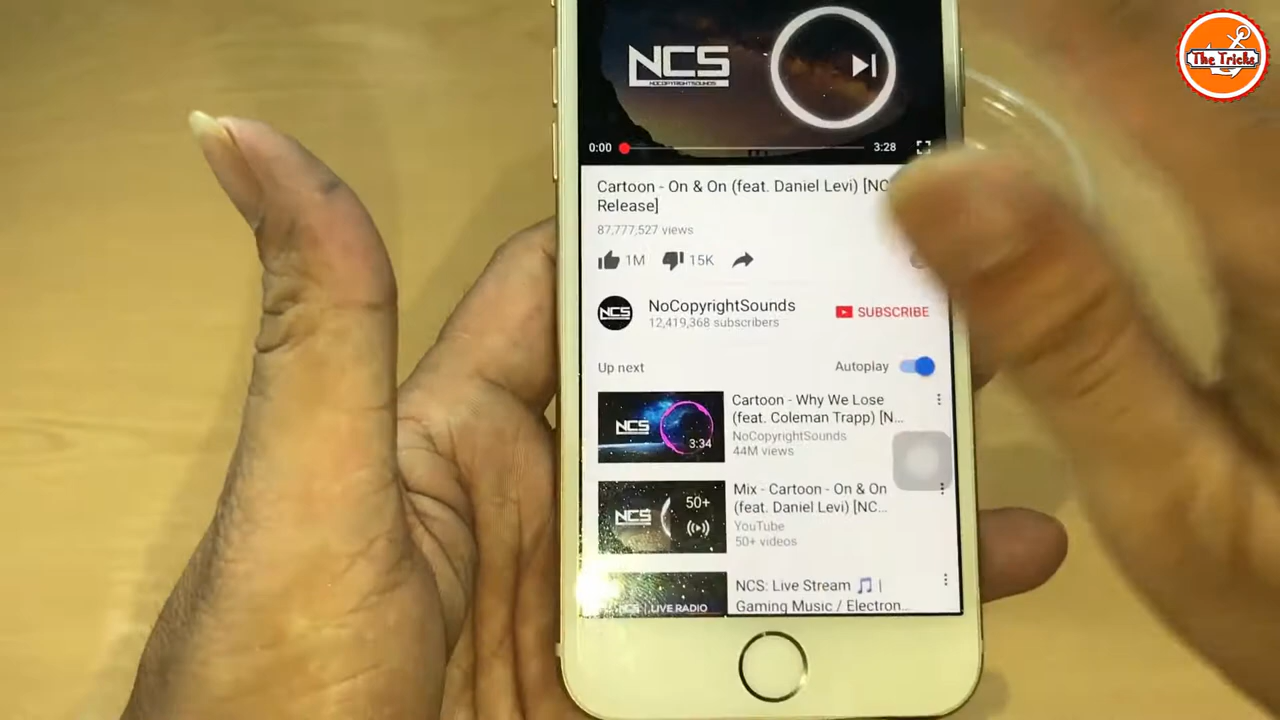 The Tricks
NCS
NOCOPYRIGHTSOUNDS
0:00
3:28
Cartoon - On & On (feat. Daniel Levi) [NC
Release]
87,777,527 views
1M
15K
NCS
NoCopyrightSounds
12,419,368 subscribers
SUBSCRIBE
Up next
Autoplay
NCS
3:34
Cartoon - Why We Lose
(feat. Coleman Trapp) [N...
NoCopyrightSounds
44M views
NCS
50+
Mix - Cartoon - On & On
(feat. Daniel Levi) [NC...
YouTube
50+ videos
NCS | LIVE RADIO
NCS: Live Stream 🎵 |
Gaming Music / Electron...